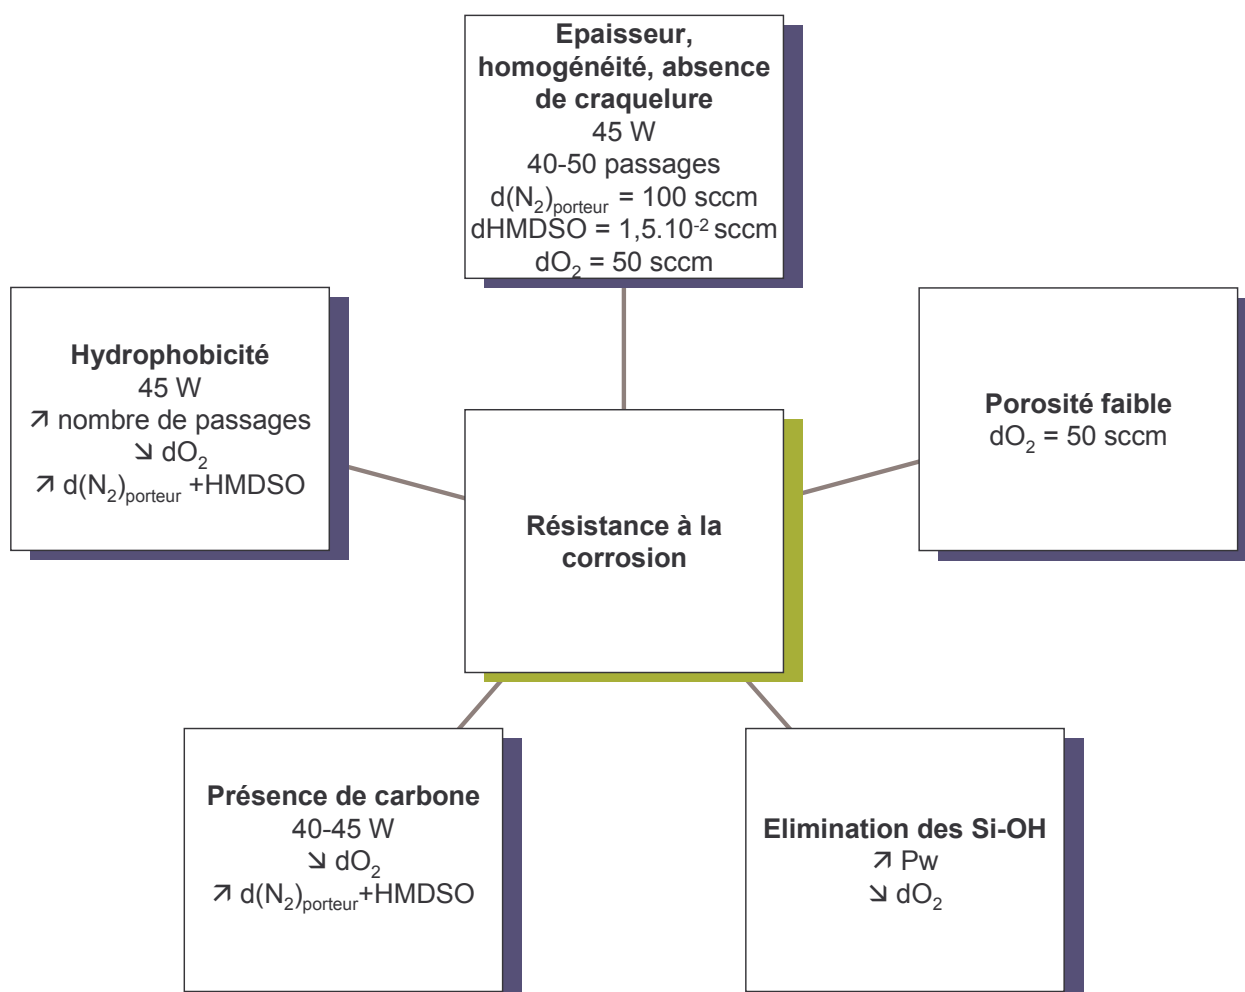 Epaisseur,
homogénéité, absence
de craquelure
45 W
40-50 passages
d(N₂)porteur = 100 sccm
dHMDSO = 1,5.10⁻² sccm
dO₂ = 50 sccm
Hydrophobicité
45 W
↗ nombre de passages
↘ dO₂
↗ d(N₂)porteur +HMDSO
Porosité faible
dO₂ = 50 sccm
Résistance à la
corrosion
Présence de carbone
40-45 W
↘ dO₂
↗ d(N₂)porteur+HMDSO
Elimination des Si-OH
↗ Pw
↘ dO₂